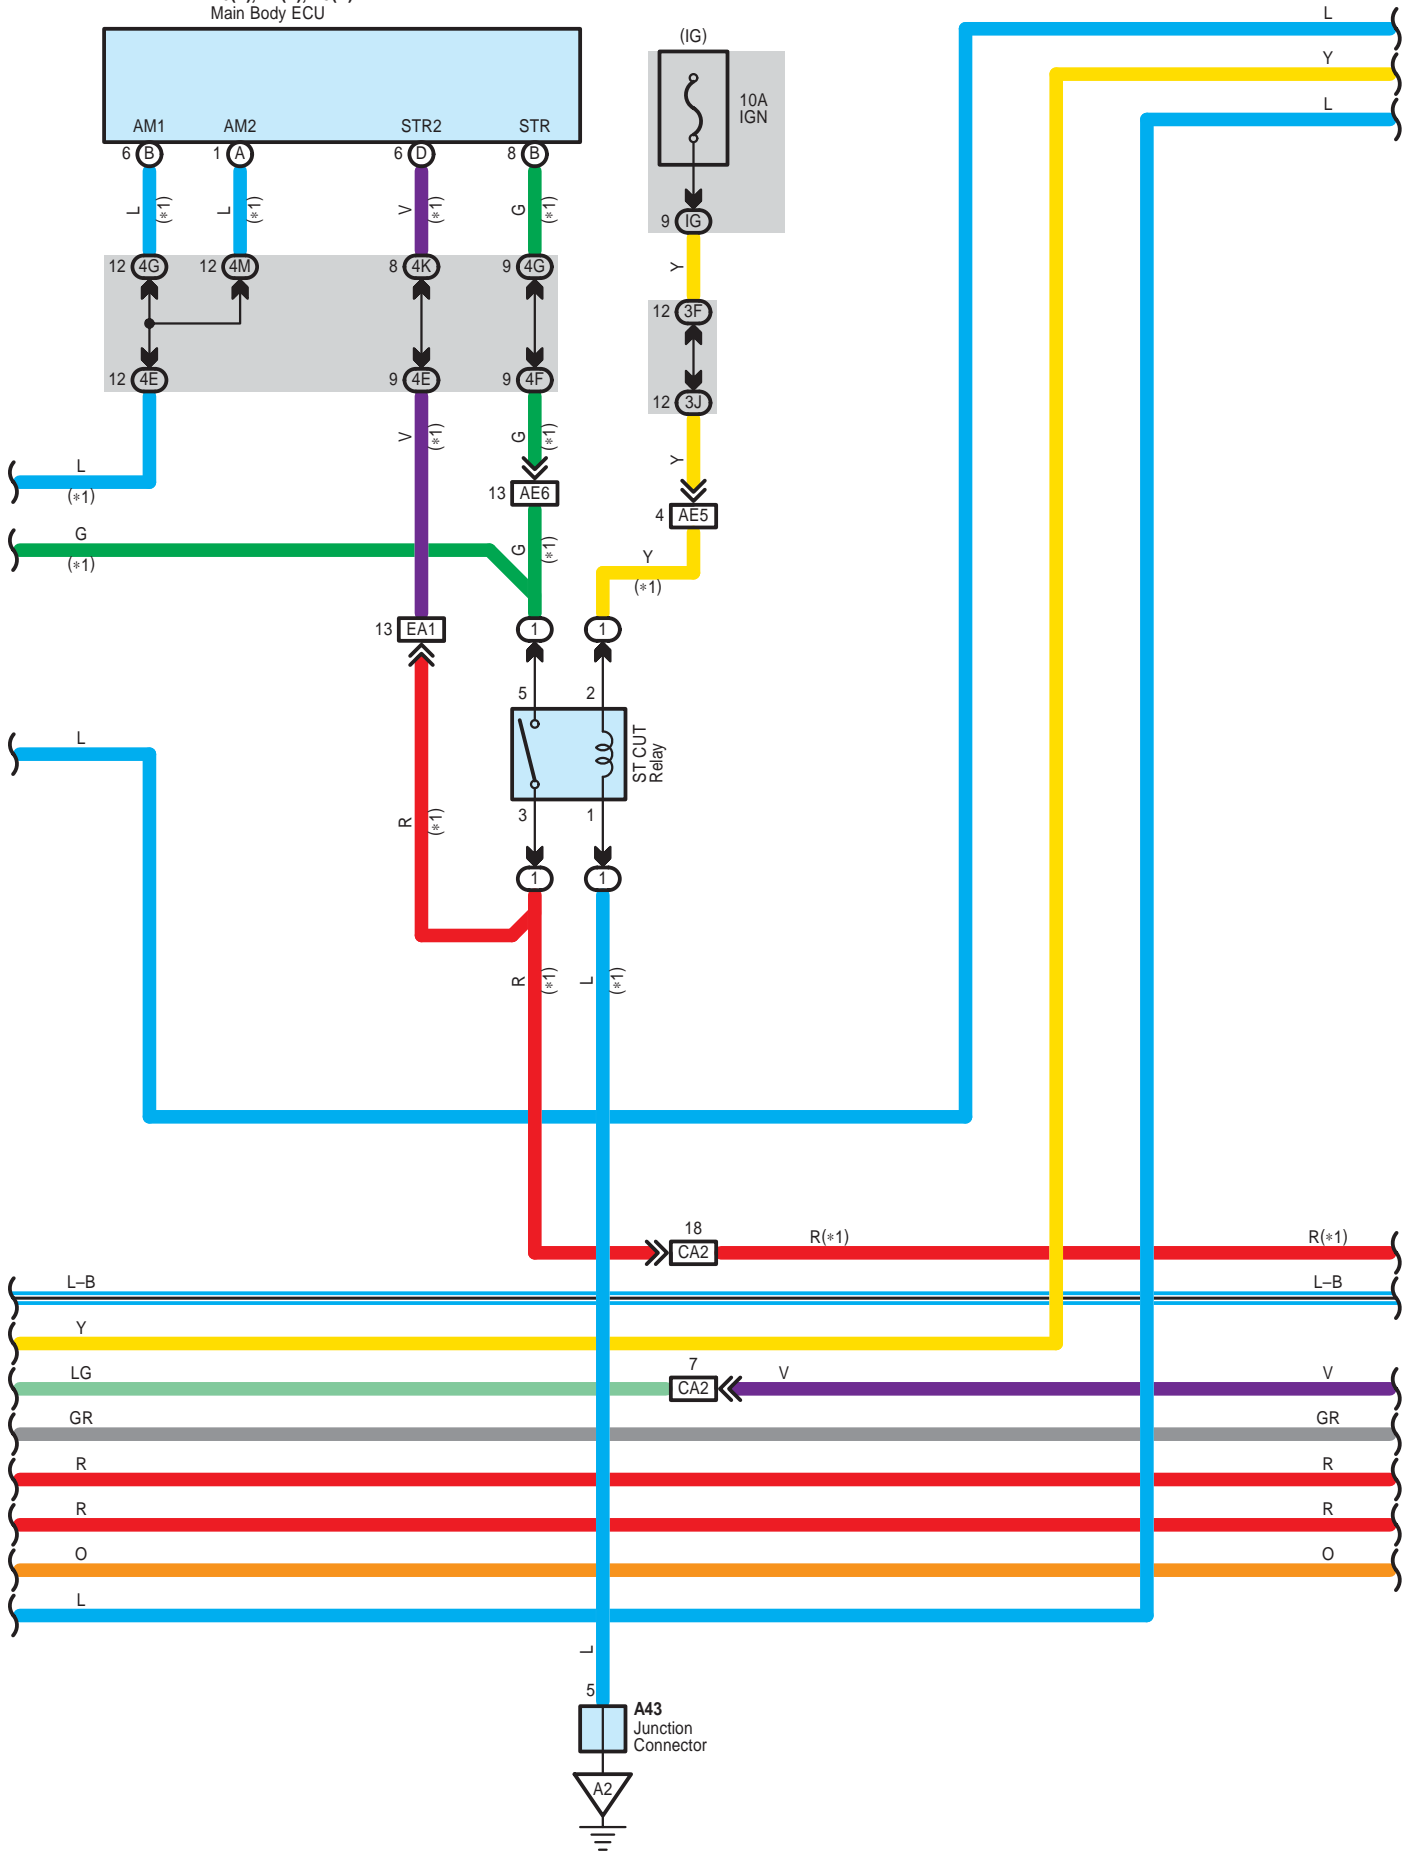 Main Body ECU
L
(IG)
Y
10A
IGN
L
AM1 AM2 STR2 STR
6 B 1 A 6 D 8 B
L (*1) L (*1) V (*1) G (*1)
9 IG
Y
12 4G 12 4M 8 4K 9 4G
12 3F
12 4E 9 4E 9 4F
12 3J
V (*1) G (*1) Y
L
(*1)
13 AE6
4 AE5
G
(*1)
G (*1)
Y
(*1)
13 EA1 1 1
5 2
ST CUT
Relay
L
R (*1)
3 1
1 1
R (*1) L (*1)
18
CA2
R(*1) R(*1)
L–B L–B
Y
7
LG CA2 V V
GR GR
R R
R R
O O
L
L
5
A43
Junction
Connector
A2